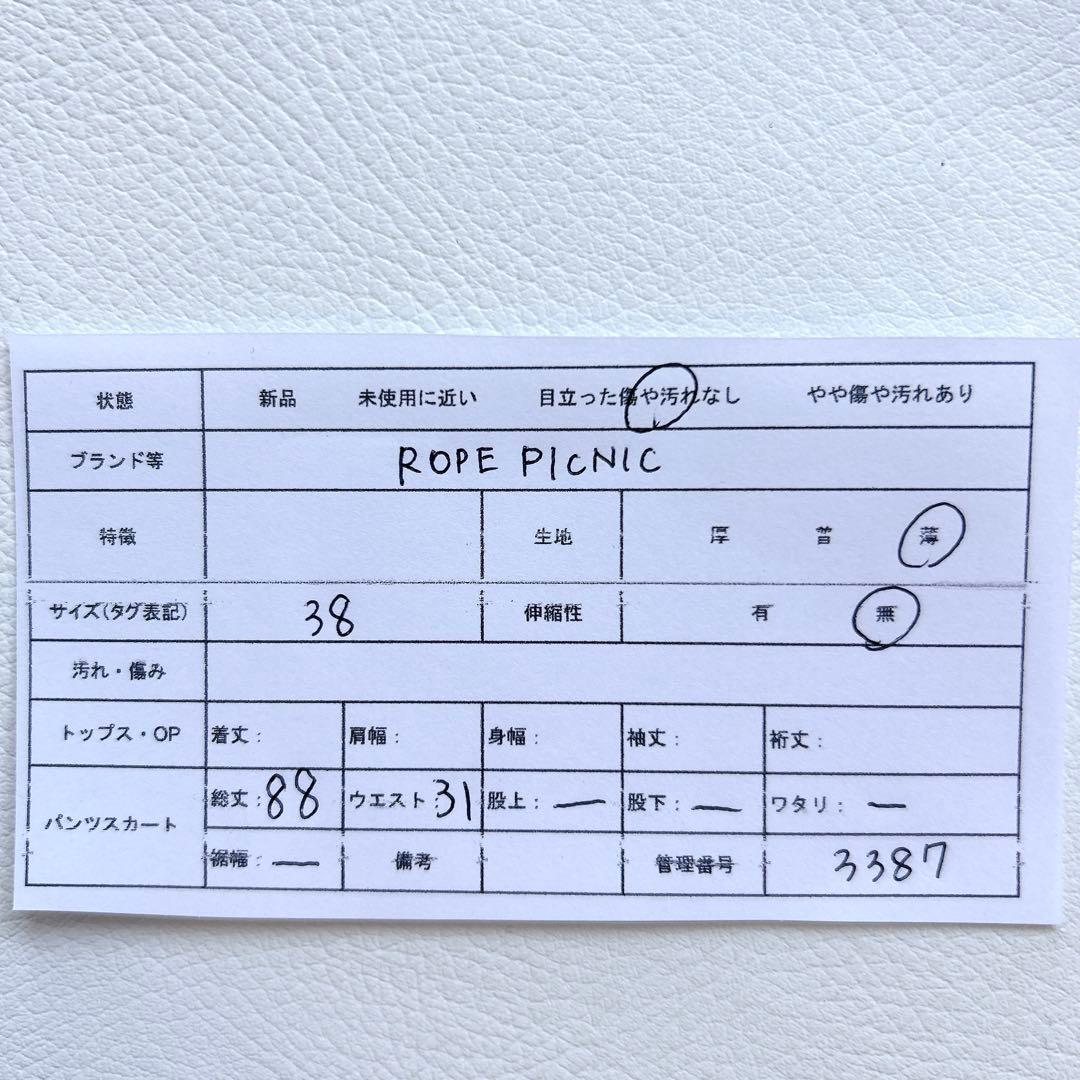 状態 新品 未使用に近い 目立った傷や汚れなし やや傷や汚れあり
ブランド等 ROPE PICNIC
特徴 生地 厚 普 薄
サイズ(タグ表記) 38 伸縮性 有 無
汚れ・傷み
トップス・OP 着丈: 肩幅: 身幅: 袖丈: 裄丈:
パンツスカート 総丈:88 ウエスト:31 股上:— 股下:— ワタリ:—
裾幅:— 備考 管理番号 3387